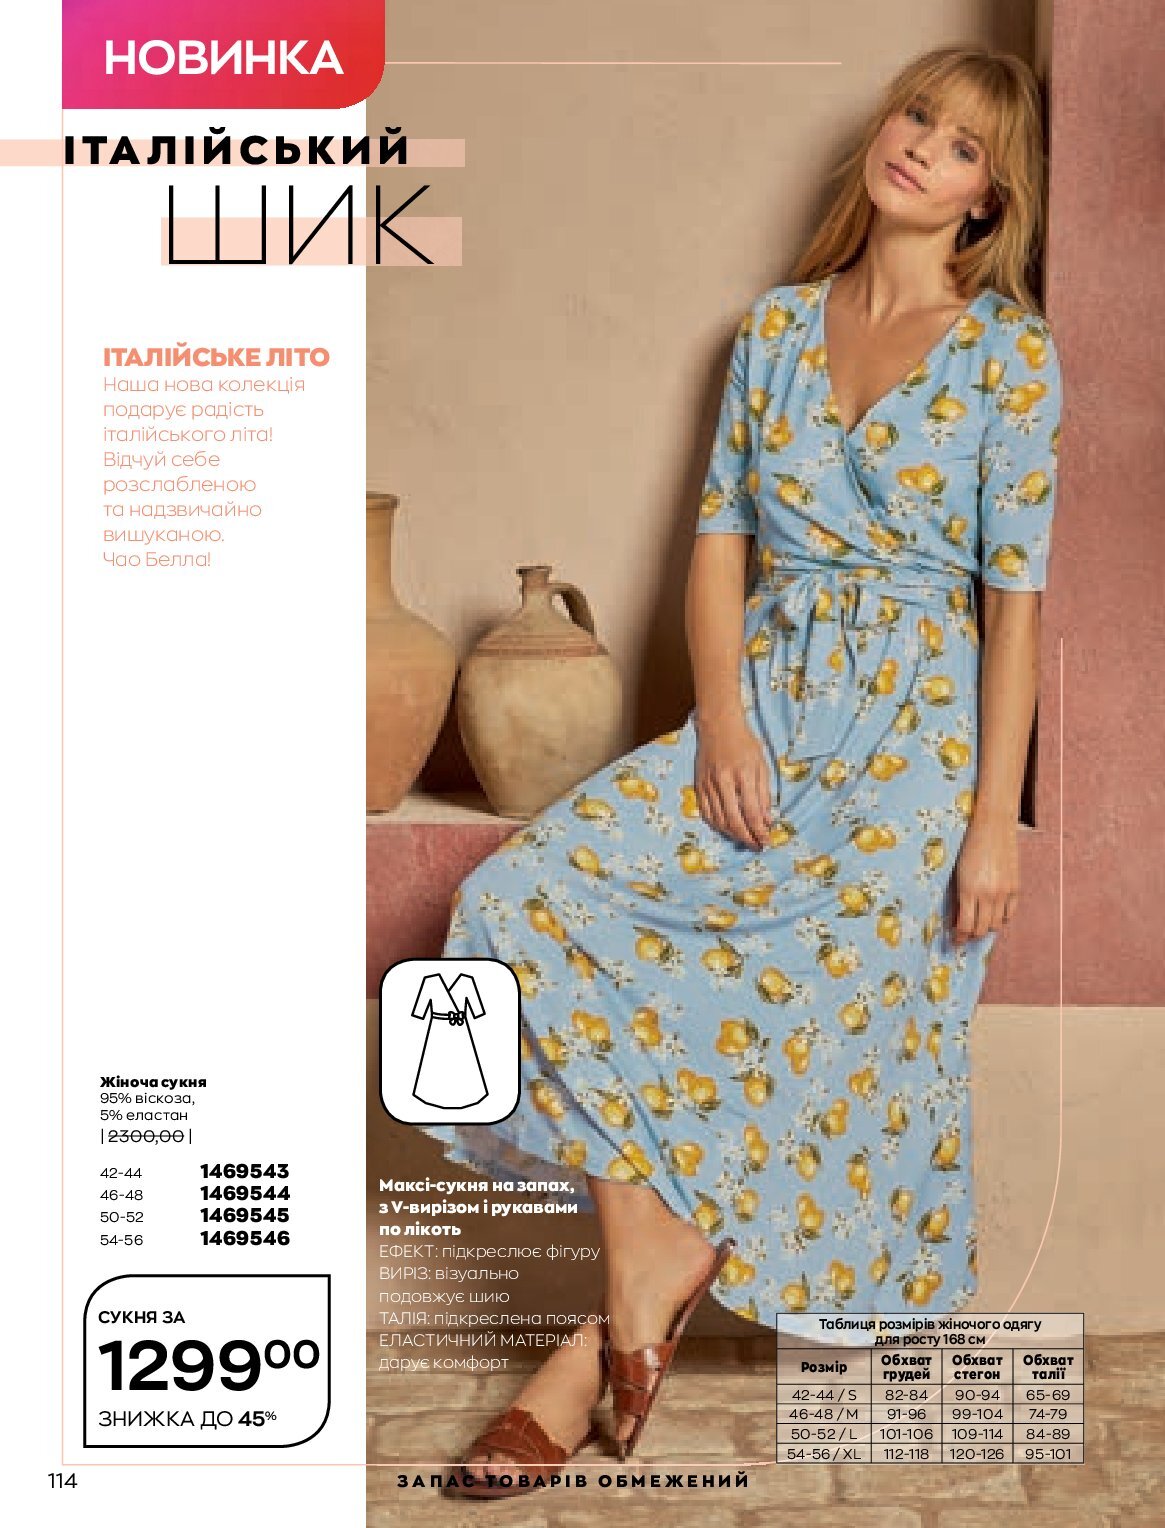 НОВИНКА
ІТАЛІЙСЬКИЙ
ШИК
ІТАЛІЙСЬКЕ ЛІТО
Наша нова колекція
подарує радість
італійського літа!
Відчуй себе
розслабленою
та надзвичайно
вишуканою.
Чао Белла!
Жіноча сукня
95% віскоза,
5% еластан
| 2300,00 |
42-44 1469543
46-48 1469544
50-52 1469545
54-56 1469546
СУКНЯ ЗА
1299 00
ЗНИЖКА ДО 45%
Максі-сукня на запах,
з V-вирізом і рукавами
по лікоть
ЕФЕКТ: підкреслює фігуру
ВИРІЗ: візуально
подовжує шию
ТАЛІЯ: підкреслена поясом
ЕЛАСТИЧНИЙ МАТЕРІАЛ:
дарує комфорт
Таблиця розмірів жіночого одягу
для росту 168 см
Розмір Обхват грудей Обхват стегон Обхват талії
42-44 / S 82-84 90-94 65-69
46-48 / M 91-96 99-104 74-79
50-52 / L 101-106 109-114 84-89
54-56 / XL 112-118 120-126 95-101
114
ЗАПАС ТОВАРІВ ОБМЕЖЕНИЙ